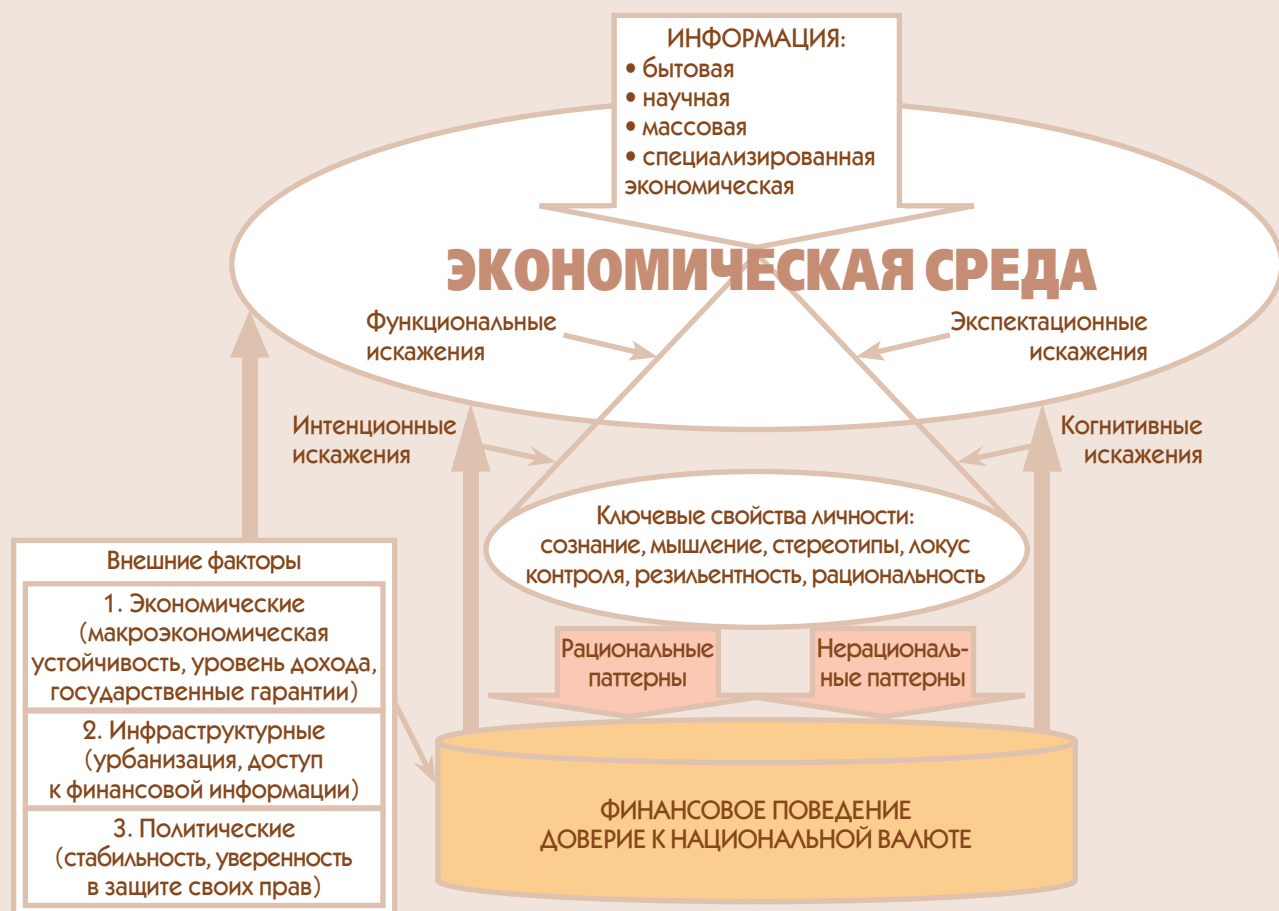 ИНФОРМАЦИЯ:
• бытовая
• научная
• массовая
• специализированная
экономическая
ЭКОНОМИЧЕСКАЯ СРЕДА
Функциональные
искажения
Экспектационные
искажения
Интенционные
искажения
Когнитивные
искажения
Ключевые свойства личности:
сознание, мышление, стереотипы, локус
контроля, резильентность, рациональность
Внешние факторы
1. Экономические
(макроэкономическая
устойчивость, уровень дохода,
государственные гарантии)
2. Инфраструктурные
(урбанизация, доступ
к финансовой информации)
3. Политические
(стабильность, уверенность
в защите своих прав)
Рациональные
паттерны
Нерациональ-
ные паттерны
ФИНАНСОВОЕ ПОВЕДЕНИЕ
ДОВЕРИЕ К НАЦИОНАЛЬНОЙ ВАЛЮТЕ